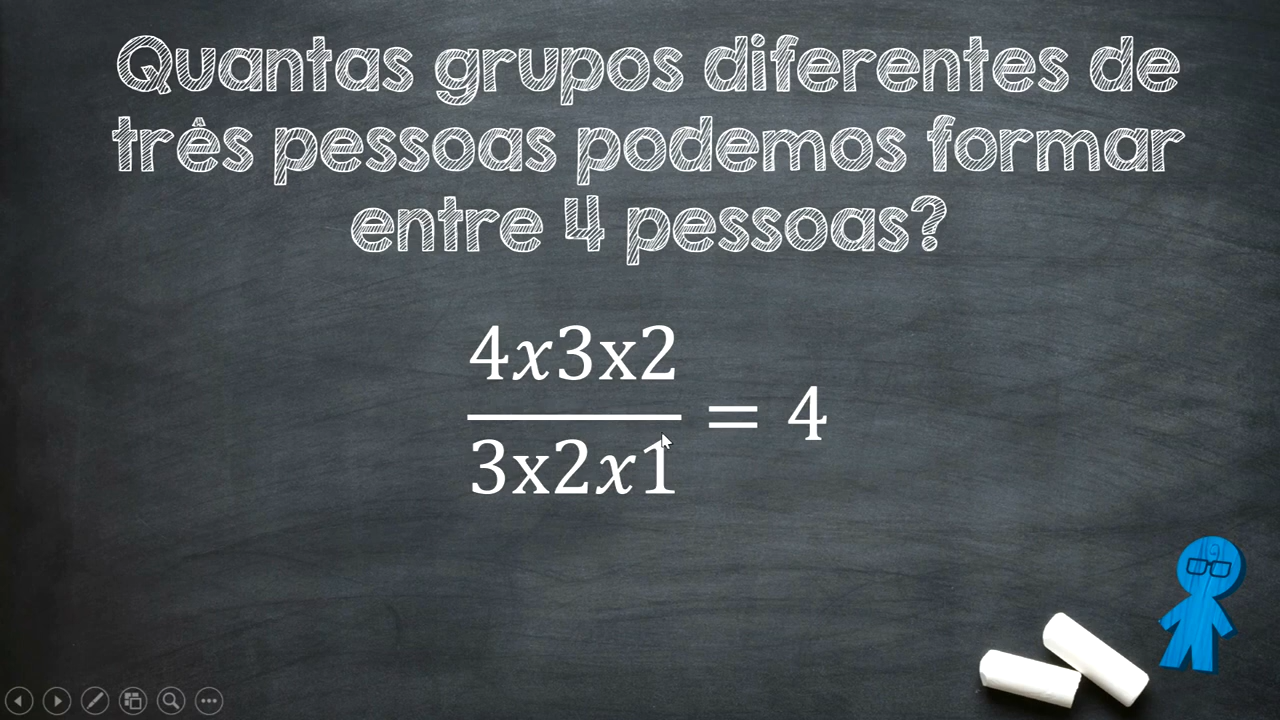 Quantas grupos diferentes de
três pessoas podemos formar
entre 4 pessoas?
4x3x2
= 4
3x2x1